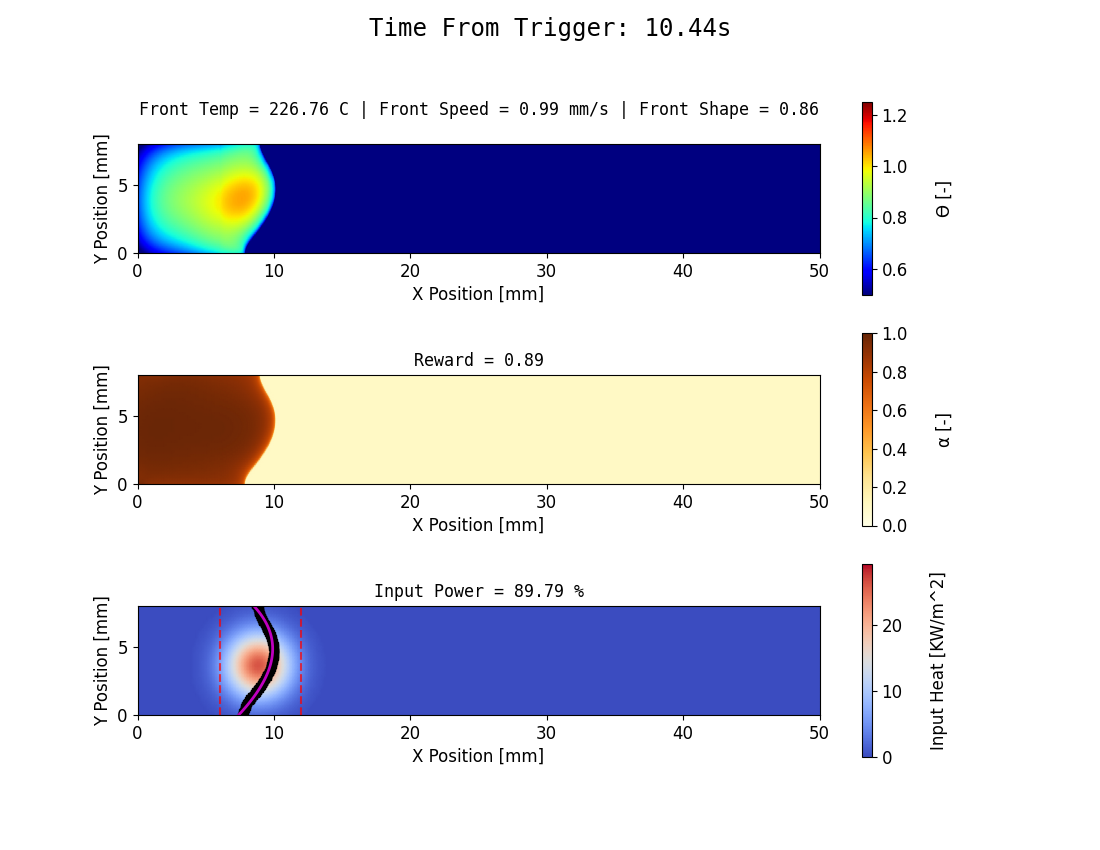 Time From Trigger: 10.44s
Front Temp = 226.76 C | Front Speed = 0.99 mm/s | Front Shape = 0.86
Y Position [mm]
5
0
0 10 20 30 40 50
X Position [mm]
1.2
1.0
0.8
0.6
Θ [-]
Reward = 0.89
Y Position [mm]
5
0
0 10 20 30 40 50
X Position [mm]
1.0
0.8
0.6
0.4
0.2
0.0
α [-]
Input Power = 89.79 %
Y Position [mm]
5
0
0 10 20 30 40 50
X Position [mm]
20
10
0
Input Heat [KW/m^2]